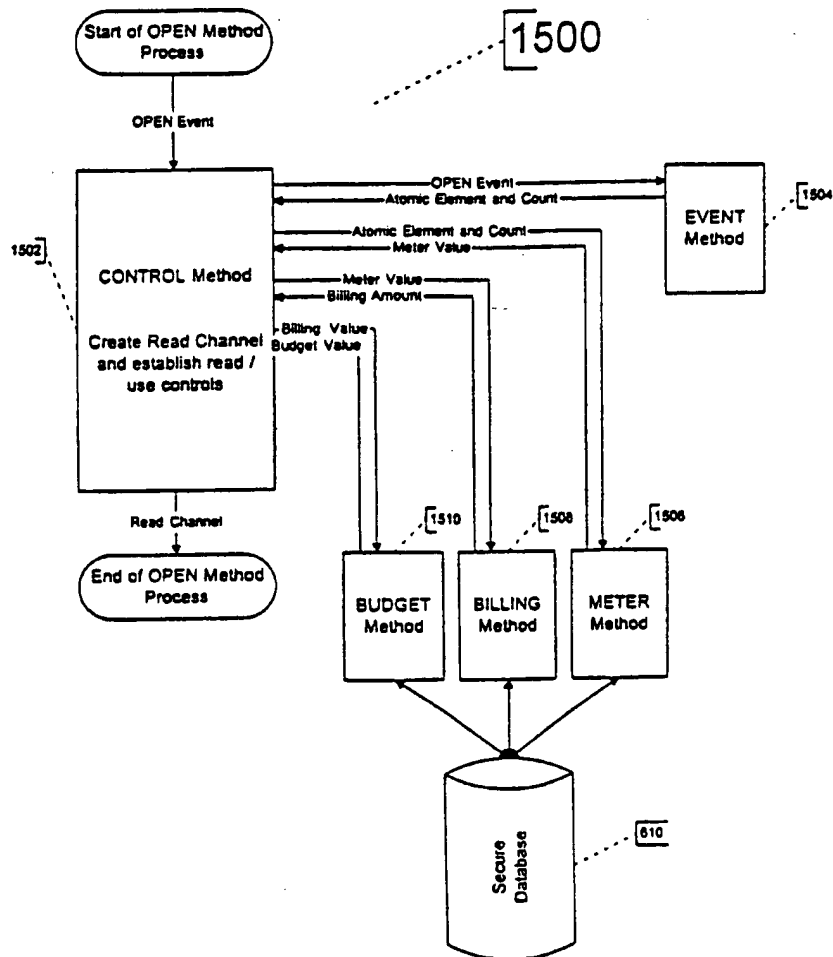 Start of OPEN Method
Process
1500
OPEN Event
OPEN Event
Atomic Element and Count
EVENT
Method
1504
Atomic Element and Count
Meter Value
1502
CONTROL Method
Create Read Channel
and establish read /
use controls
Meter Value
Billing Amount
Billing Value
Budget Value
Read Channel
End of OPEN Method
Process
1510
1508
1506
BUDGET
Method
BILLING
Method
METER
Method
Secure
Database
610